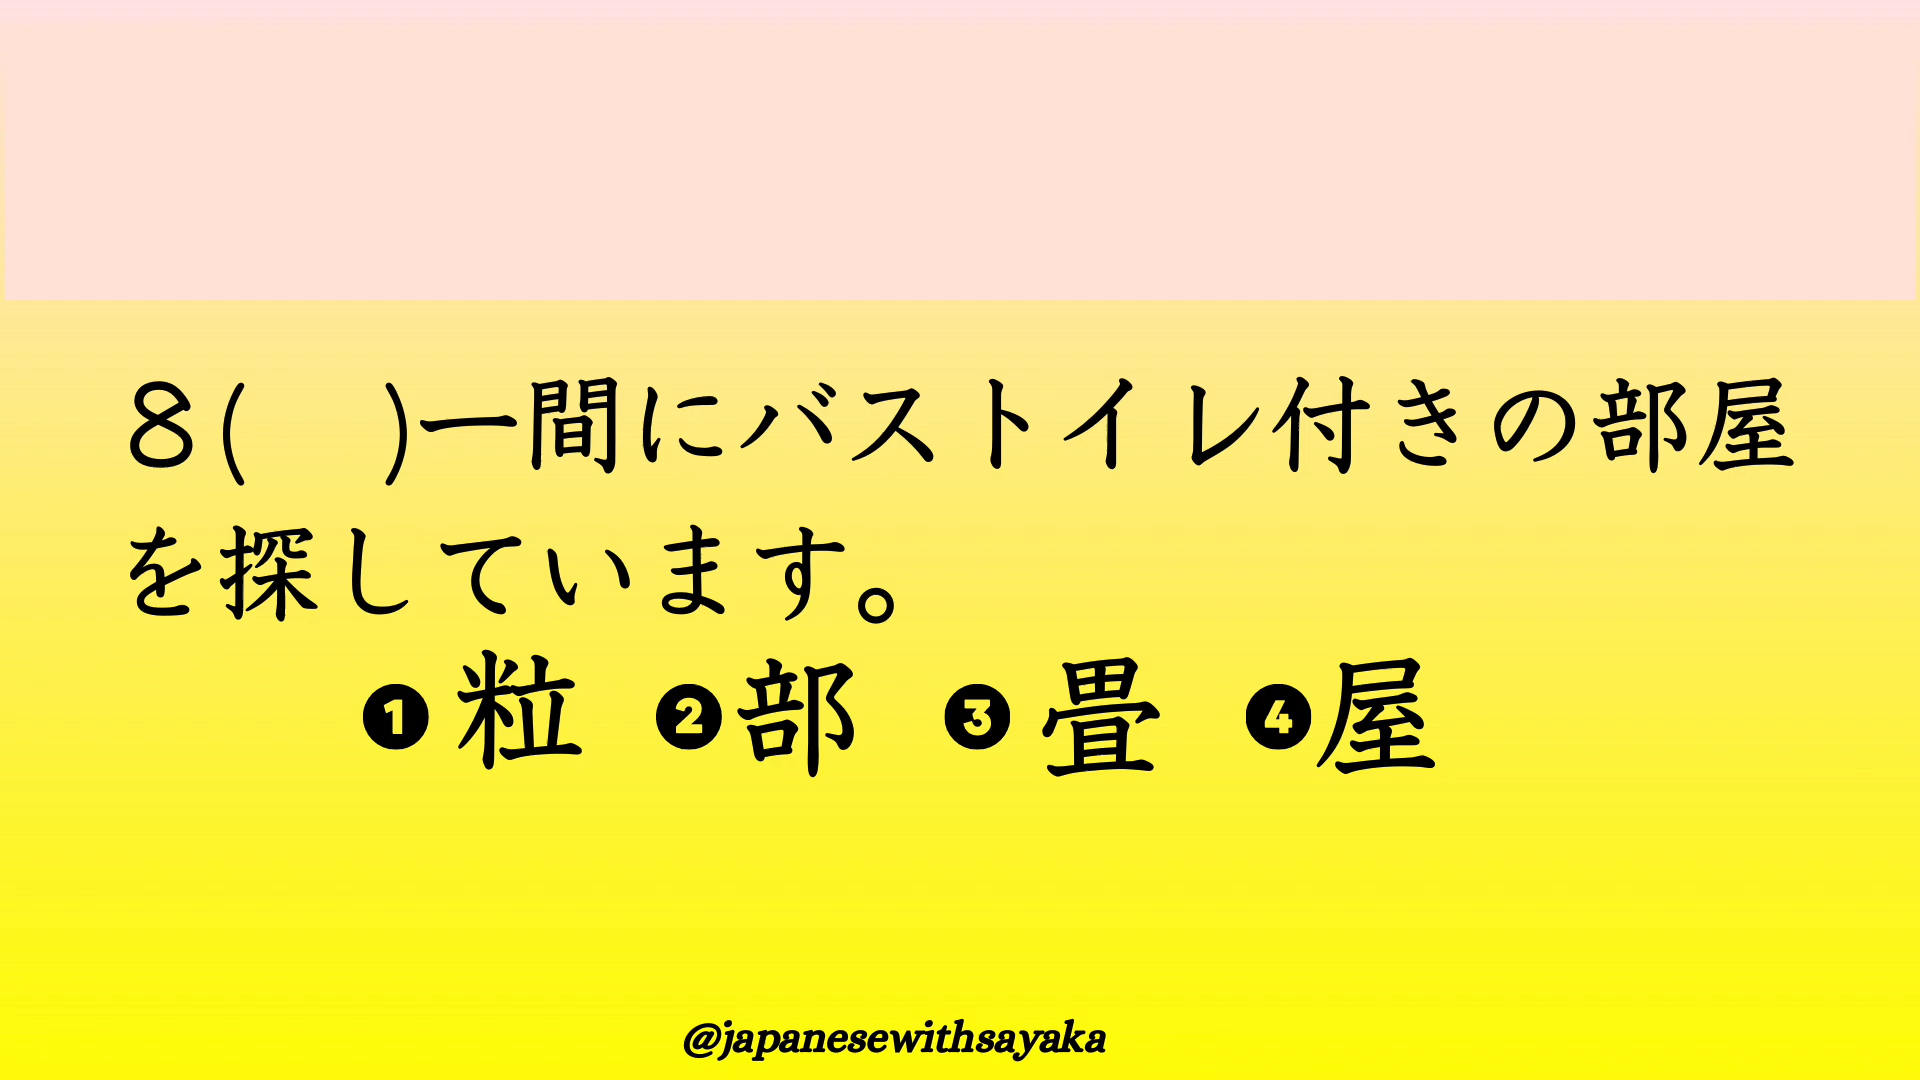 8(　)一間にバストイレ付きの部屋
を探しています。
❶粒 ❷部 ❸畳 ❹屋
@japanesewithsayaka